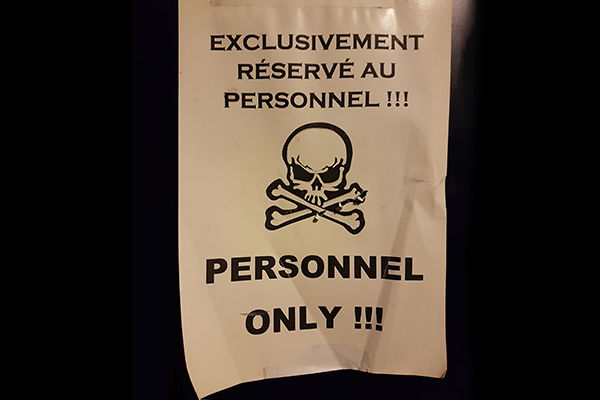 EXCLUSIVEMENT
RÉSERVÉ AU
PERSONNEL !!!
PERSONNEL
ONLY !!!